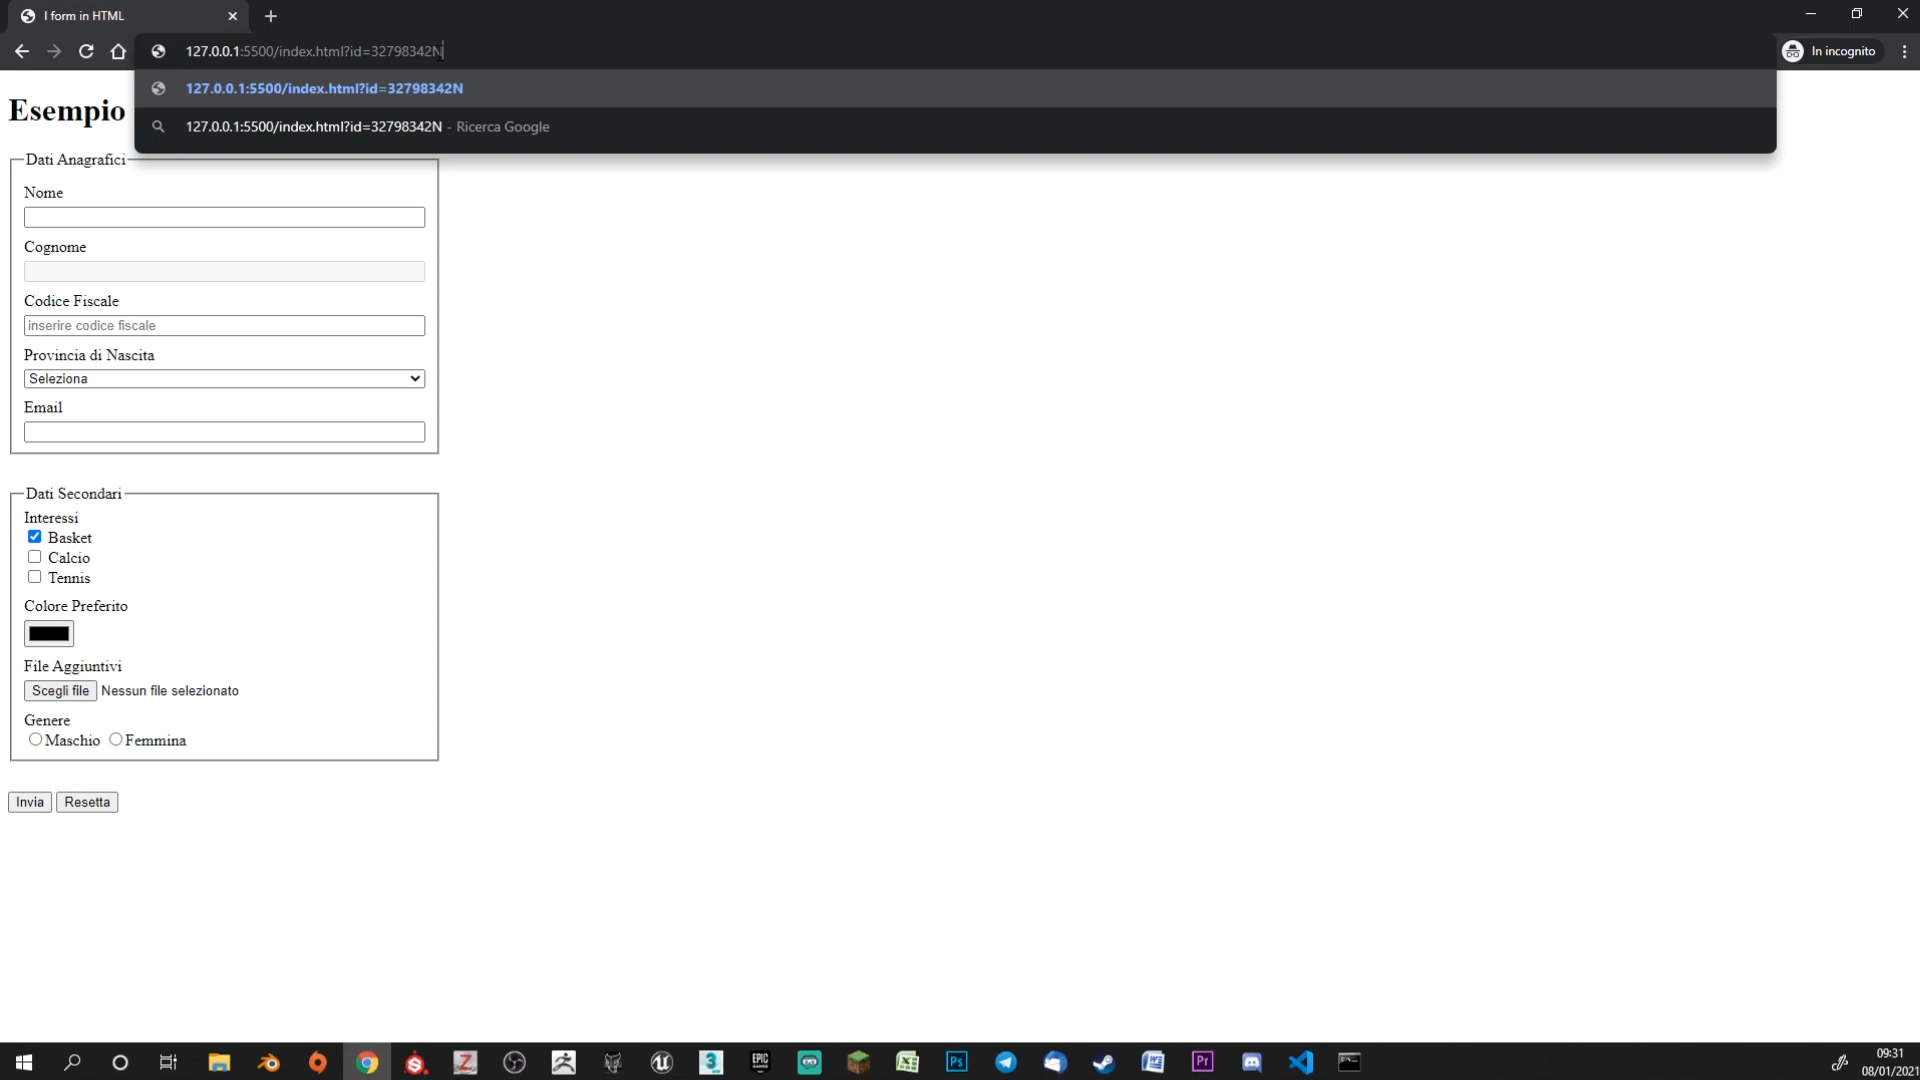 I form in HTML
127.0.0.1:5500/index.html?id=32798342N
In incognito
127.0.0.1:5500/index.html?id=32798342N
127.0.0.1:5500/index.html?id=32798342N - Ricerca Google
Esempio
Dati Anagrafici
Nome
Cognome
Codice Fiscale
inserire codice fiscale
Provincia di Nascita
Seleziona
Email
Dati Secondari
Interessi
Basket
Calcio
Tennis
Colore Preferito
File Aggiuntivi
Scegli file Nessun file selezionato
Genere
Maschio Femmina
Invia Resetta
09:31
08/01/2021